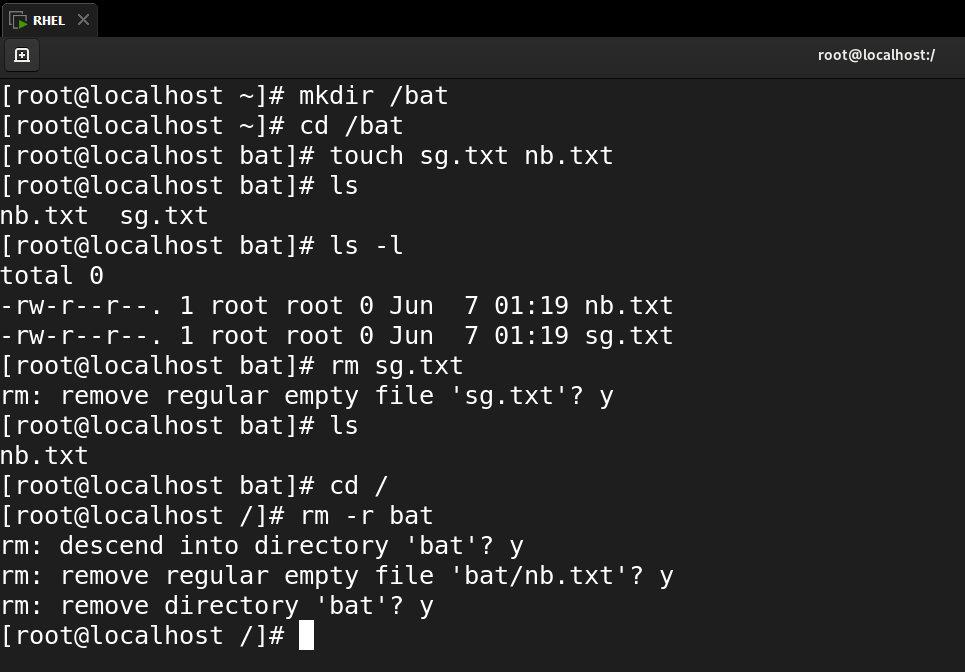 RHEL
root@localhost:/
[root@localhost ~]# mkdir /bat
[root@localhost ~]# cd /bat
[root@localhost bat]# touch sg.txt nb.txt
[root@localhost bat]# ls
nb.txt  sg.txt
[root@localhost bat]# ls -l
total 0
-rw-r--r--. 1 root root 0 Jun  7 01:19 nb.txt
-rw-r--r--. 1 root root 0 Jun  7 01:19 sg.txt
[root@localhost bat]# rm sg.txt
rm: remove regular empty file 'sg.txt'? y
[root@localhost bat]# ls
nb.txt
[root@localhost bat]# cd /
[root@localhost /]# rm -r bat
rm: descend into directory 'bat'? y
rm: remove regular empty file 'bat/nb.txt'? y
rm: remove directory 'bat'? y
[root@localhost /]#